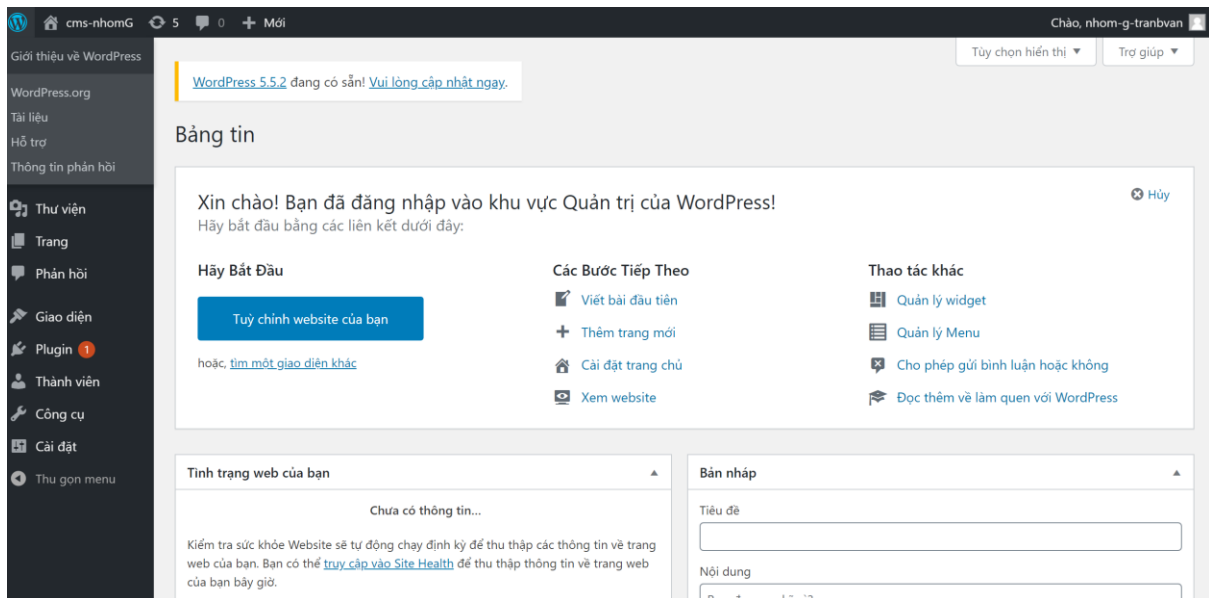 cms-nhomG 5 0 Mới Chào, nhom-g-tranbvan
Giới thiệu về WordPress
WordPress.org
Tài liệu
Hỗ trợ
Thông tin phản hồi
Thư viện
Trang
Phản hồi
Giao diện
Plugin 1
Thành viên
Công cụ
Cài đặt
Thu gọn menu
Tùy chọn hiển thị Trợ giúp
WordPress 5.5.2 đang có sẵn! Vui lòng cập nhật ngay.
Bảng tin
Xin chào! Bạn đã đăng nhập vào khu vực Quản trị của WordPress!
Hủy
Hãy bắt đầu bằng các liên kết dưới đây:
Hãy Bắt Đầu
Tuỳ chỉnh website của bạn
hoặc, tìm một giao diện khác
Các Bước Tiếp Theo
Viết bài đầu tiên
Thêm trang mới
Cài đặt trang chủ
Xem website
Thao tác khác
Quản lý widget
Quản lý Menu
Cho phép gửi bình luận hoặc không
Đọc thêm về làm quen với WordPress
Tình trạng web của bạn
Chưa có thông tin...
Kiểm tra sức khỏe Website sẽ tự động chạy định kỳ để thu thập các thông tin về trang
web của bạn. Bạn có thể truy cập vào Site Health để thu thập thông tin về trang web
của bạn bây giờ.
Bản nháp
Tiêu đề
Nội dung